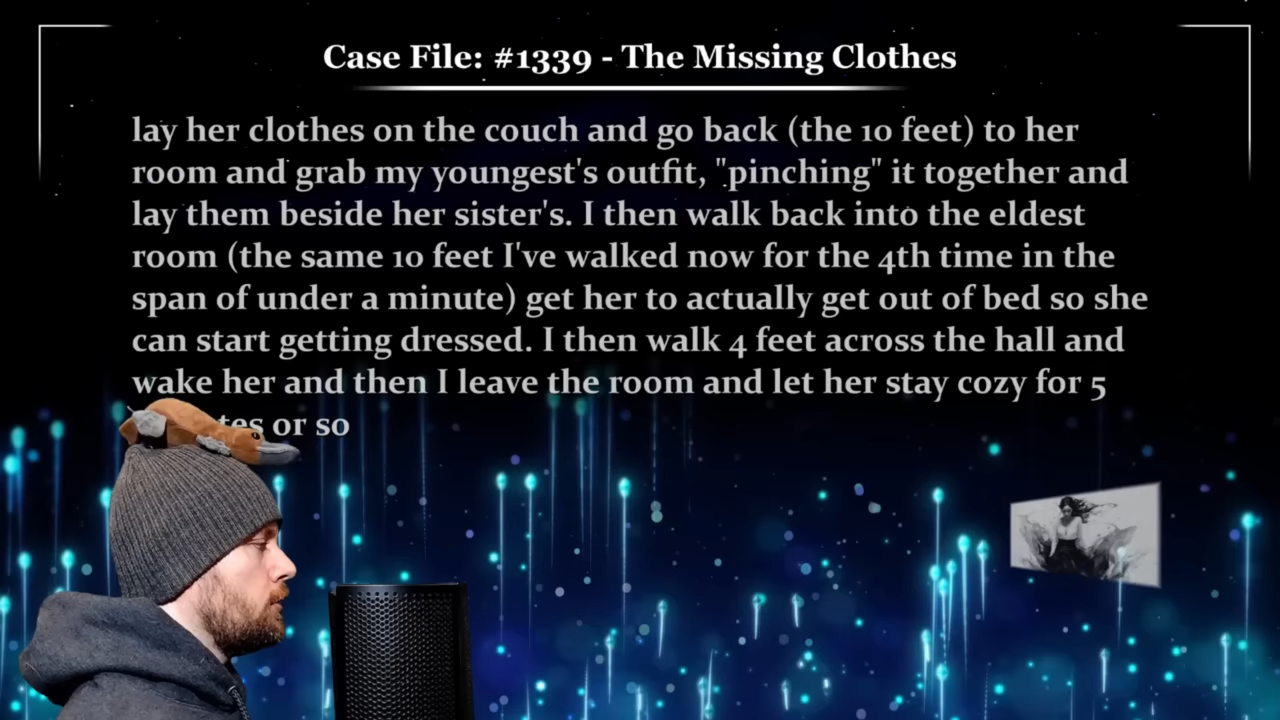 Case File: #1339 - The Missing Clothes
lay her clothes on the couch and go back (the 10 feet) to her
room and grab my youngest's outfit, "pinching" it together and
lay them beside her sister's. I then walk back into the eldest
room (the same 10 feet I've walked now for the 4th time in the
span of under a minute) get her to actually get out of bed so she
can start getting dressed. I then walk 4 feet across the hall and
wake her and then I leave the room and let her stay cozy for 5
or so